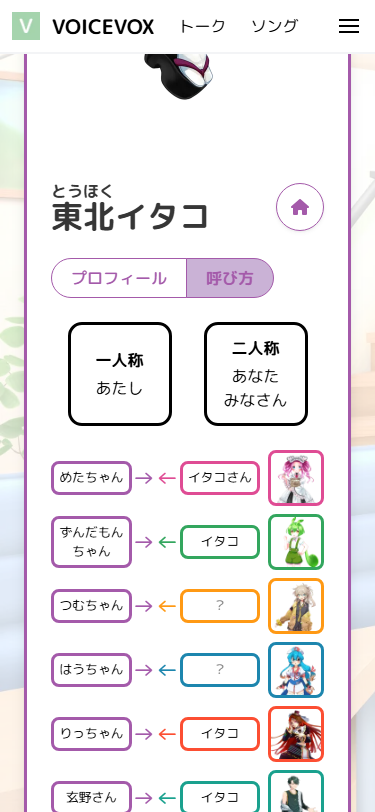 V VOICEVOX トーク ソング
とうほく
東北イタコ
プロフィール 呼び方
一人称
あたし
二人称
あなた
みなさん
めたちゃん → ← イタコさん
ずんだもん
ちゃん → ← イタコ
つむちゃん → ← ?
はうちゃん → ← ?
りっちゃん → ← イタコ
玄野さん → ← イタコ